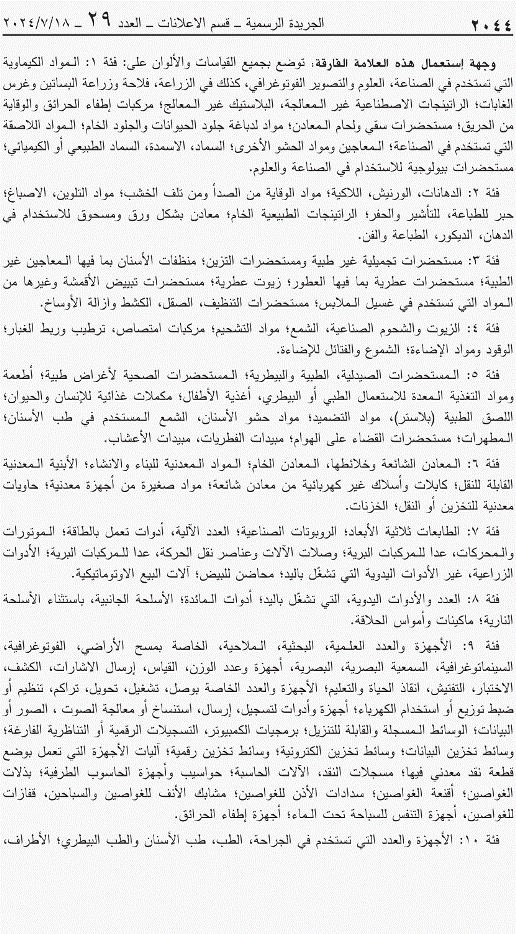 ٢٠٤٤ الجريدة الرسمية ـ قسم الاعلانات ـ العدد ٢٩ ـ ٢٠٢٤/٧/١٨
وجهة إستعمال هذه العلامة الفارقة: توضع بجميع القياسات والألوان على: فئة ١: المواد الكيماوية
التي تستخدم في الصناعة، العلوم والتصوير الفوتوغرافي، كذلك في الزراعة، فلاحة وزراعة البساتين وغرس
الغابات؛ الراتينجات الاصطناعية غير المعالجة، البلاستيك غير المعالج؛ مركبات إطفاء الحرائق والوقاية
من الحريق؛ مستحضرات سقي ولحام المعادن؛ مواد لدباغة جلود الحيوانات والجلود الخام؛ المواد اللاصقة
التي تستخدم في الصناعة؛ المعاجين ومواد الحشو الأخرى؛ السماد، الاسمدة، السماد الطبيعي أو الكيميائي؛
مستحضرات بيولوجية للاستخدام في الصناعة والعلوم.
فئة ٢: الدهانات، الورنيش، اللاكية؛ مواد الوقاية من الصدأ ومن تلف الخشب؛ مواد التلوين، الاصباغ؛
حبر للطباعة، للتأشير والحفر؛ الراتينجات الطبيعية الخام؛ معادن بشكل ورق ومسحوق للاستخدام في
الدهان، الديكور، الطباعة والفن.
فئة ٣: مستحضرات تجميلية غير طبية ومستحضرات التزين؛ منظفات الأسنان بما فيها المعاجين غير
الطبية؛ مستحضرات عطرية بما فيها العطور؛ زيوت عطرية؛ مستحضرات تبييض الأقمشة وغيرها من
المواد التي تستخدم في غسيل الملابس؛ مستحضرات التنظيف، الصقل، الكشط وازالة الأوساخ.
فئة ٤: الزيوت والشحوم الصناعية، الشمع؛ مواد التشحيم؛ مركبات امتصاص، ترطيب وربط الغبار؛
الوقود ومواد الإضاءة؛ الشموع والفتائل للإضاءة.
فئة ٥: المستحضرات الصيدلية، الطبية والبيطرية؛ المستحضرات الصحية لأغراض طبية؛ أطعمة
ومواد التغذية المعدة للاستعمال الطبي أو البيطري، أغذية الأطفال؛ مكملات غذائية للإنسان والحيوان؛
اللصق الطبية (بلاستر)، مواد التضميد؛ مواد حشو الأسنان، الشمع المستخدم في طب الأسنان؛
المطهرات؛ مستحضرات القضاء على الهوام؛ مبيدات الفطريات، مبيدات الأعشاب.
فئة ٦: المعادن الشائعة وخلائطها، المعادن الخام؛ المواد المعدنية للبناء والانشاء؛ الأبنية المعدنية
القابلة للنقل؛ كابلات وأسلاك غير كهربائية من معادن شائعة؛ مواد صغيرة من أجهزة معدنية؛ حاويات
معدنية للتخزين أو النقل؛ الخزنات.
فئة ٧: الطابعات ثلاثية الأبعاد؛ الروبوتات الصناعية؛ العدد الآلية، أدوات تعمل بالطاقة؛ الموتورات
والمحركات، عدا للمركبات البرية؛ وصلات الآلات وعناصر نقل الحركة، عدا للمركبات البرية؛ الأدوات
الزراعية، غير الأدوات اليدوية التي تشغّل باليد؛ محاضن للبيض؛ آلات البيع الاوتوماتيكية.
فئة ٨: العدد والأدوات اليدوية، التي تشغّل باليد؛ أدوات المائدة؛ الأسلحة الجانبية، باستثناء الأسلحة
النارية؛ ماكينات وأمواس الحلاقة.
فئة ٩: الأجهزة والعدد العلمية، البحثية، الملاحية، الخاصة بمسح الأراضي، الفوتوغرافية،
السينماتوغرافية، السمعية البصرية، البصرية، أجهزة وعدد الوزن، القياس، إرسال الاشارات، الكشف،
الاختبار، التفتيش، انقاذ الحياة والتعليم؛ الأجهزة والعدد الخاصة بوصل، تشغيل، تحويل، تراكم، تنظيم أو
ضبط توزيع أو استخدام الكهرباء؛ أجهزة وأدوات لتسجيل، إرسال، استنساخ أو معالجة الصوت ، الصور أو
البيانات؛ الوسائط المسجلة والقابلة للتنزيل؛ برمجيات الكمبيوتر، التسجيلات الرقمية أو التناظرية الفارغة؛
وسائط تخزين البيانات؛ وسائط تخزين الكترونية؛ وسائط تخزين رقمية؛ آليات الأجهزة التي تعمل بوضع
قطعة نقد معدني فيها؛ مسجلات النقد، الآلات الحاسبة؛ حواسيب وأجهزة الحاسوب الطرفية؛ بذلات
الغواصين؛ أقنعة الغواصين؛ سدادات الأذن للغواصين؛ مشابك الأنف للغواصين والسباحين، قفازات
للغواصين، أجهزة التنفس للسباحة تحت الماء؛ أجهزة إطفاء الحرائق.
فئة ١٠: الأجهزة والعدد التي تستخدم في الجراحة، الطب، طب الأسنان والطب البيطري؛ الأطراف،